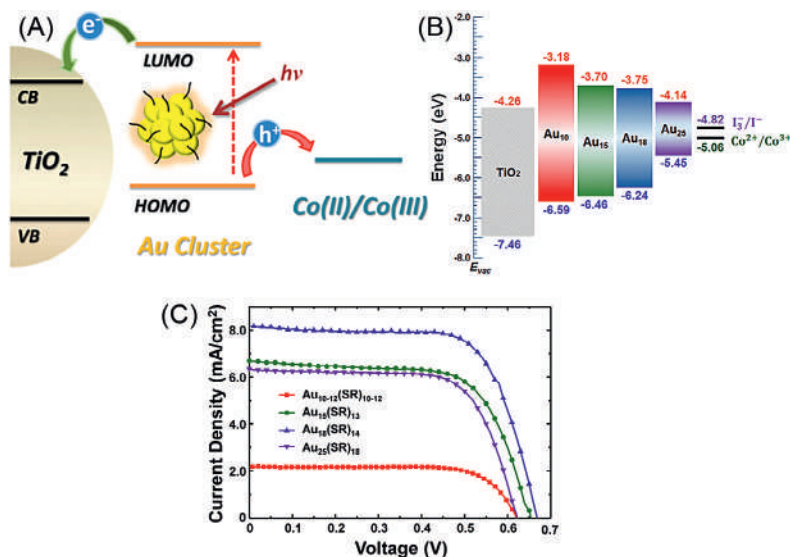 (A)
e⁻
LUMO
CB
hν
TiO₂
h⁺
HOMO
VB
Au Cluster
Co(II)/Co(III)
(B)
Energy (eV)
-2.0
-3.0
-4.0
-5.0
-6.0
-7.0
-8.0
E_vac
-4.26
TiO₂
-7.46
-3.18
Au₁₀
-6.59
-3.70
Au₁₅
-6.46
-3.75
Au₁₈
-6.24
-4.14
Au₂₅
-5.45
-4.82 I₃⁻/I⁻
-5.06 Co²⁺/Co³⁺
(C)
Current Density (mA/cm²)
8.0
6.0
4.0
2.0
0
Au₁₀₋₁₂(SR)₁₀₋₁₂
Au₁₅(SR)₁₃
Au₁₈(SR)₁₄
Au₂₅(SR)₁₈
0 0.1 0.2 0.3 0.4 0.5 0.6 0.7
Voltage (V)